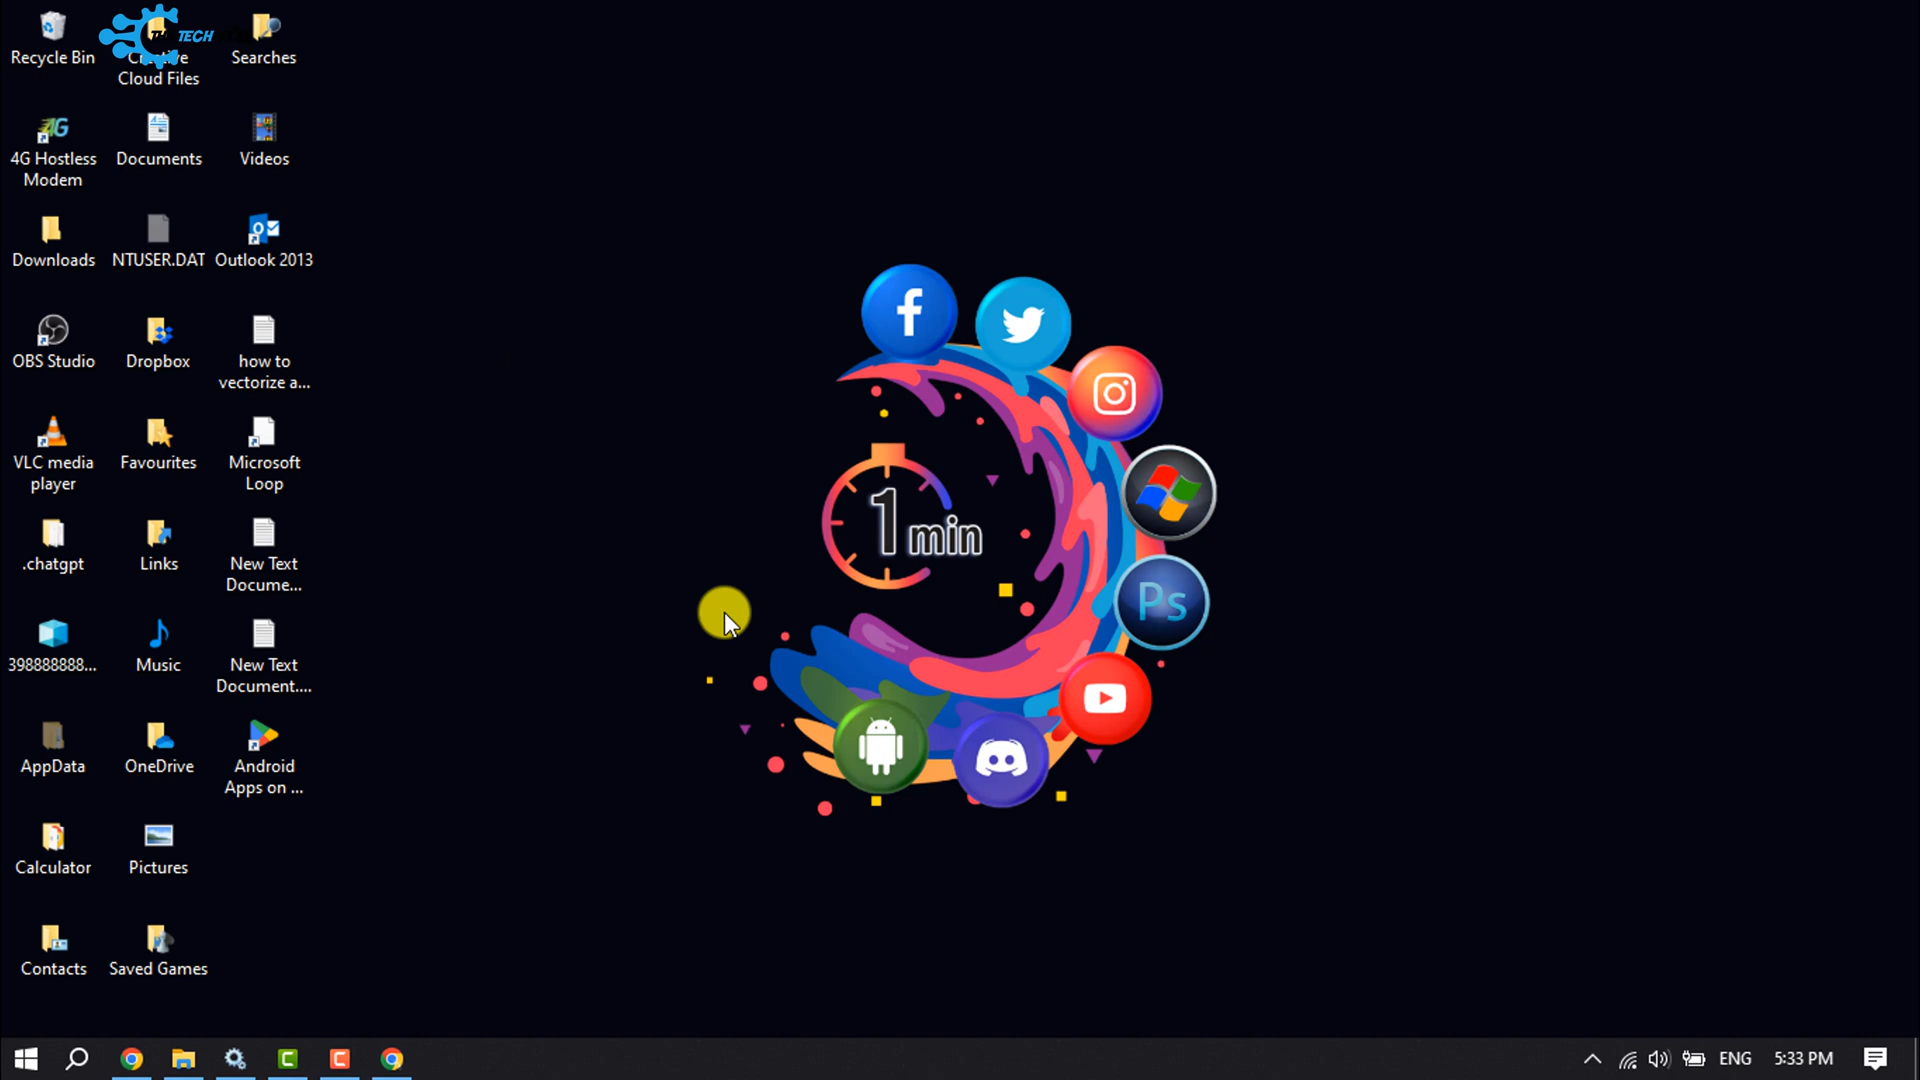 Recycle Bin
THE TECH
Creative
Cloud Files
Searches
4G Hostless
Modem
Documents
Videos
Downloads
NTUSER.DAT
Outlook 2013
OBS Studio
Dropbox
how to
vectorize a...
VLC media
player
Favourites
Microsoft
Loop
.chatgpt
Links
New Text
Docume...
398888888...
Music
New Text
Document....
AppData
OneDrive
Android
Apps on ...
Calculator
Pictures
Contacts
Saved Games
1 min
Ps
ENG
5:33 PM